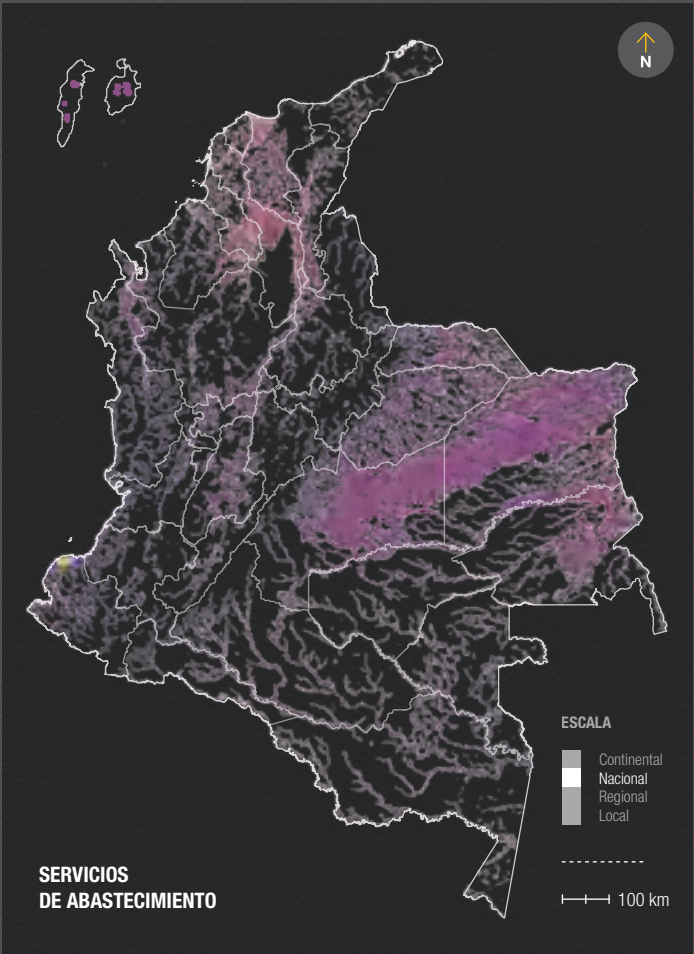 N
ESCALA
Continental
Nacional
Regional
Local
100 km
SERVICIOS
DE ABASTECIMIENTO